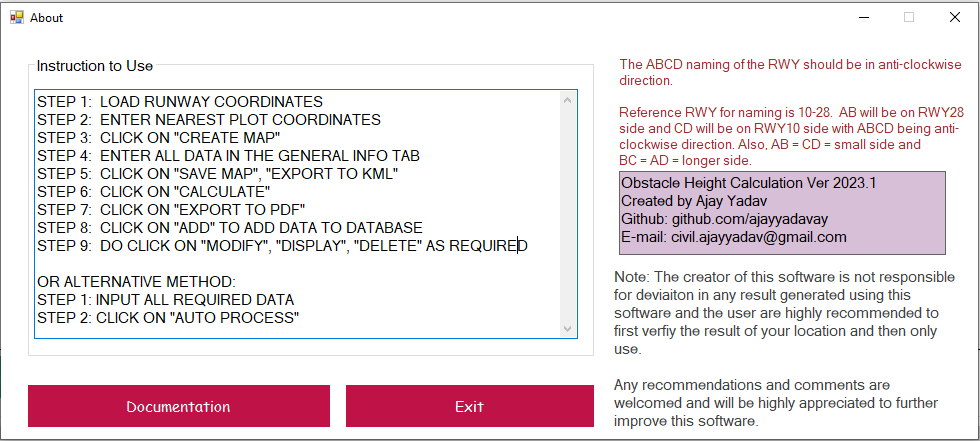 About
Instruction to Use
STEP 1:  LOAD RUNWAY COORDINATES
STEP 2:  ENTER NEAREST PLOT COORDINATES
STEP 3:  CLICK ON "CREATE MAP"
STEP 4:  ENTER ALL DATA IN THE GENERAL INFO TAB
STEP 5:  CLICK ON "SAVE MAP", "EXPORT TO KML"
STEP 6:  CLICK ON "CALCULATE"
STEP 7:  CLICK ON "EXPORT TO PDF"
STEP 8:  CLICK ON "ADD" TO ADD DATA TO DATABASE
STEP 9:  DO CLICK ON "MODIFY", "DISPLAY", "DELETE" AS REQUIRED
OR ALTERNATIVE METHOD:
STEP 1: INPUT ALL REQUIRED DATA
STEP 2: CLICK ON "AUTO PROCESS"
Documentation
Exit
The ABCD naming of the RWY should be in anti-clockwise
direction.
Reference RWY for naming is 10-28.  AB will be on RWY28
side and CD will be on RWY10 side with ABCD being anti-
clockwise direction. Also, AB = CD = small side and
BC = AD = longer side.
Obstacle Height Calculation Ver 2023.1
Created by Ajay Yadav
Github: github.com/ajayyadavay
E-mail: civil.ajayyadav@gmail.com
Note: The creator of this software is not responsible
for deviaiton in any result generated using this
software and the user are highly recommended to
first verfiy the result of your location and then only
use.
Any recommendations and comments are
welcomed and will be highly appreciated to further
improve this software.